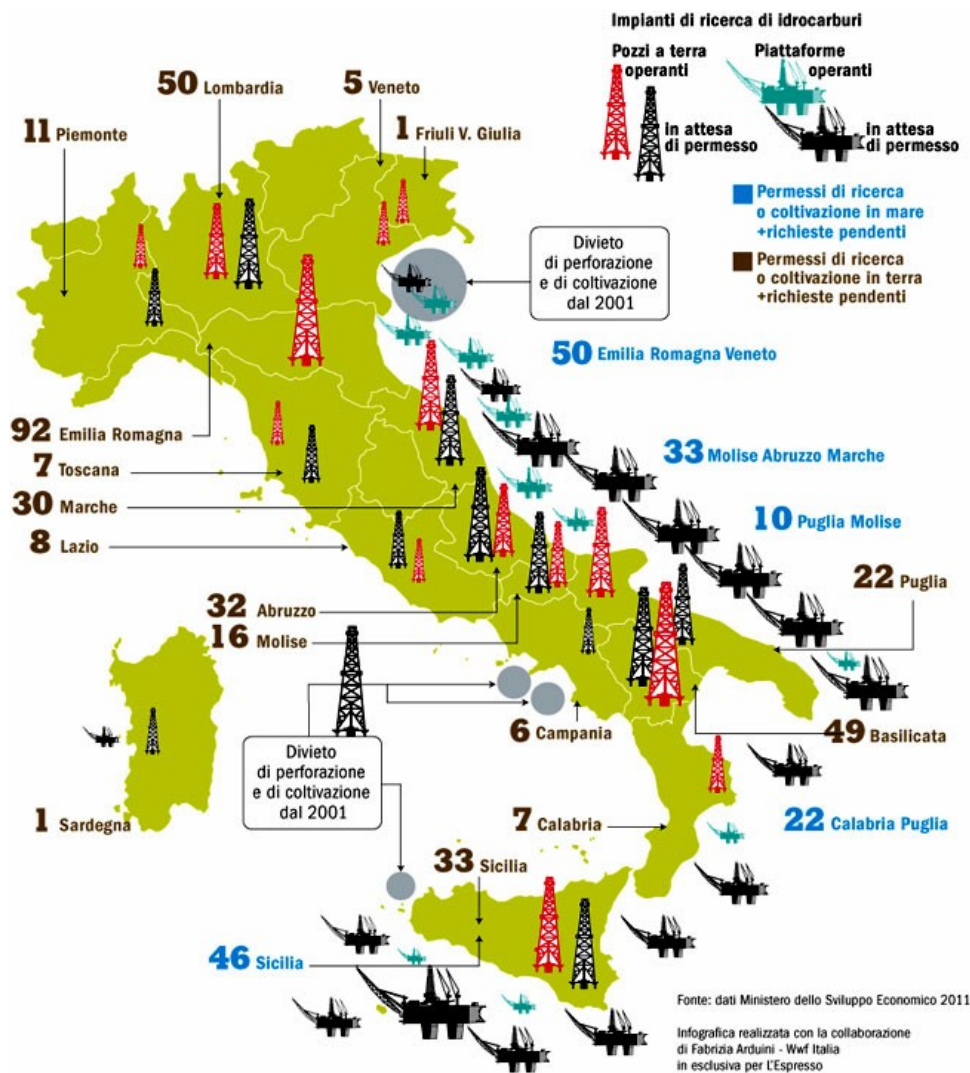 Impianti di ricerca di idrocarburi
Pozzi a terra
operanti
Piattaforme
operanti
in attesa
di permesso
in attesa
di permesso
Permessi di ricerca
o coltivazione in mare
+richieste pendenti
Permessi di ricerca
o coltivazione in terra
+richieste pendenti
50 Lombardia
5 Veneto
11 Piemonte
1 Friuli V. Giulia
Divieto
di perforazione
e di coltivazione
dal 2001
50 Emilia Romagna Veneto
92 Emilia Romagna
7 Toscana
33 Molise Abruzzo Marche
30 Marche
10 Puglia Molise
8 Lazio
22 Puglia
32 Abruzzo
16 Molise
6 Campania
49 Basilicata
Divieto
di perforazione
e di coltivazione
dal 2001
1 Sardegna
7 Calabria
22 Calabria Puglia
33 Sicilia
46 Sicilia
Fonte: dati Ministero dello Sviluppo Economico 2011
Infografica realizzata con la collaborazione
di Fabrizia Arduini - Wwf Italia
in esclusiva per L'Espresso